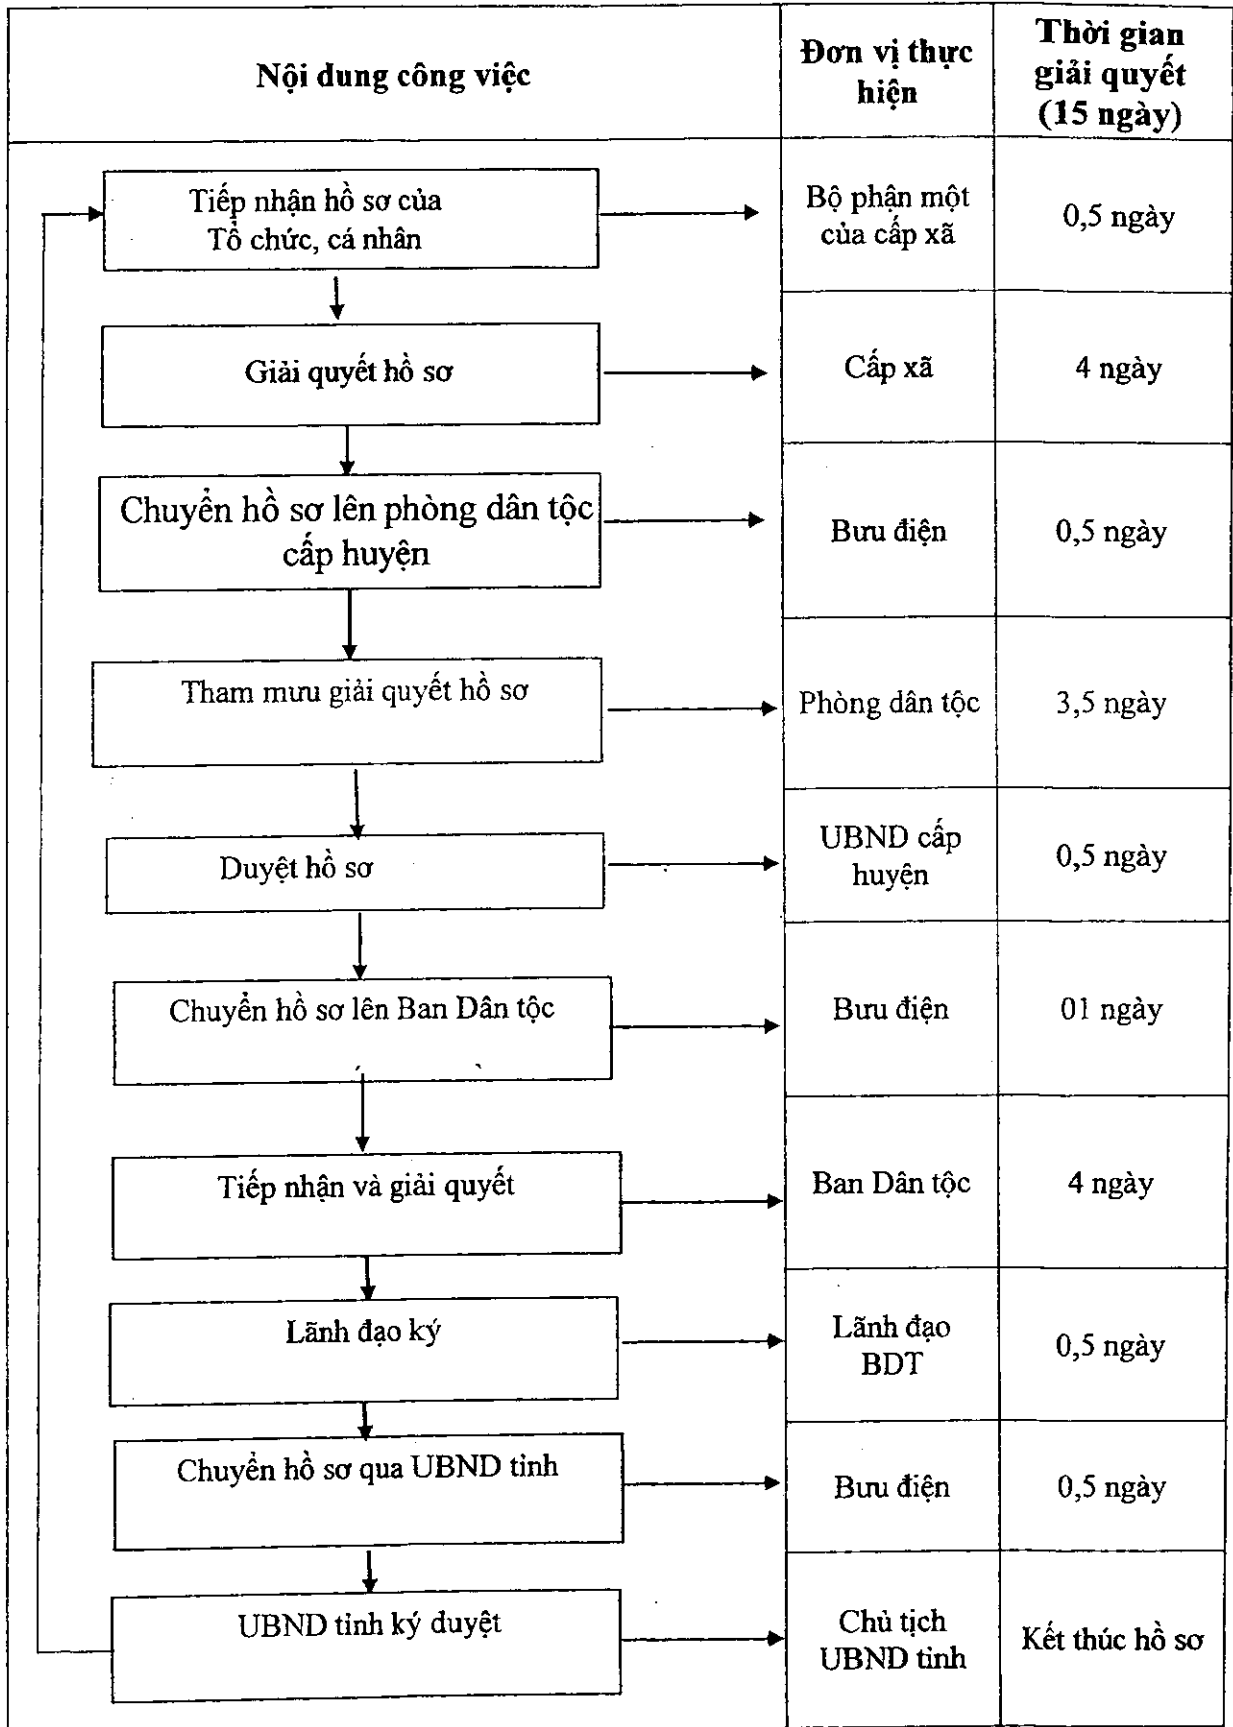 Nội dung công việc
Đơn vị thực
hiện
Thời gian
giải quyết
(15 ngày)
Tiếp nhận hồ sơ của
Tổ chức, cá nhân
Bộ phận một
của cấp xã
0,5 ngày
Giải quyết hồ sơ
Cấp xã
4 ngày
Chuyển hồ sơ lên phòng dân tộc
cấp huyện
Bưu điện
0,5 ngày
Tham mưu giải quyết hồ sơ
Phòng dân tộc
3,5 ngày
Duyệt hồ sơ
UBND cấp
huyện
0,5 ngày
Chuyển hồ sơ lên Ban Dân tộc
Bưu điện
01 ngày
Tiếp nhận và giải quyết
Ban Dân tộc
4 ngày
Lãnh đạo ký
Lãnh đạo
BDT
0,5 ngày
Chuyển hồ sơ qua UBND tỉnh
Bưu điện
0,5 ngày
UBND tỉnh ký duyệt
Chủ tịch
UBND tỉnh
Kết thúc hồ sơ